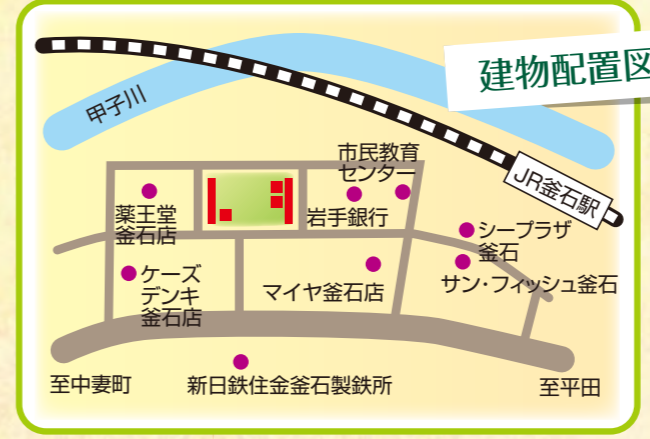 建物配置図
甲子川
JR釜石駅
市民教育
センター
薬王堂
釜石店
岩手銀行
シープラザ
釜石
サン・フィッシュ釜石
ケーズ
デンキ
釜石店
マイヤ釜石店
至中妻町
新日鉄住金釜石製鉄所
至平田